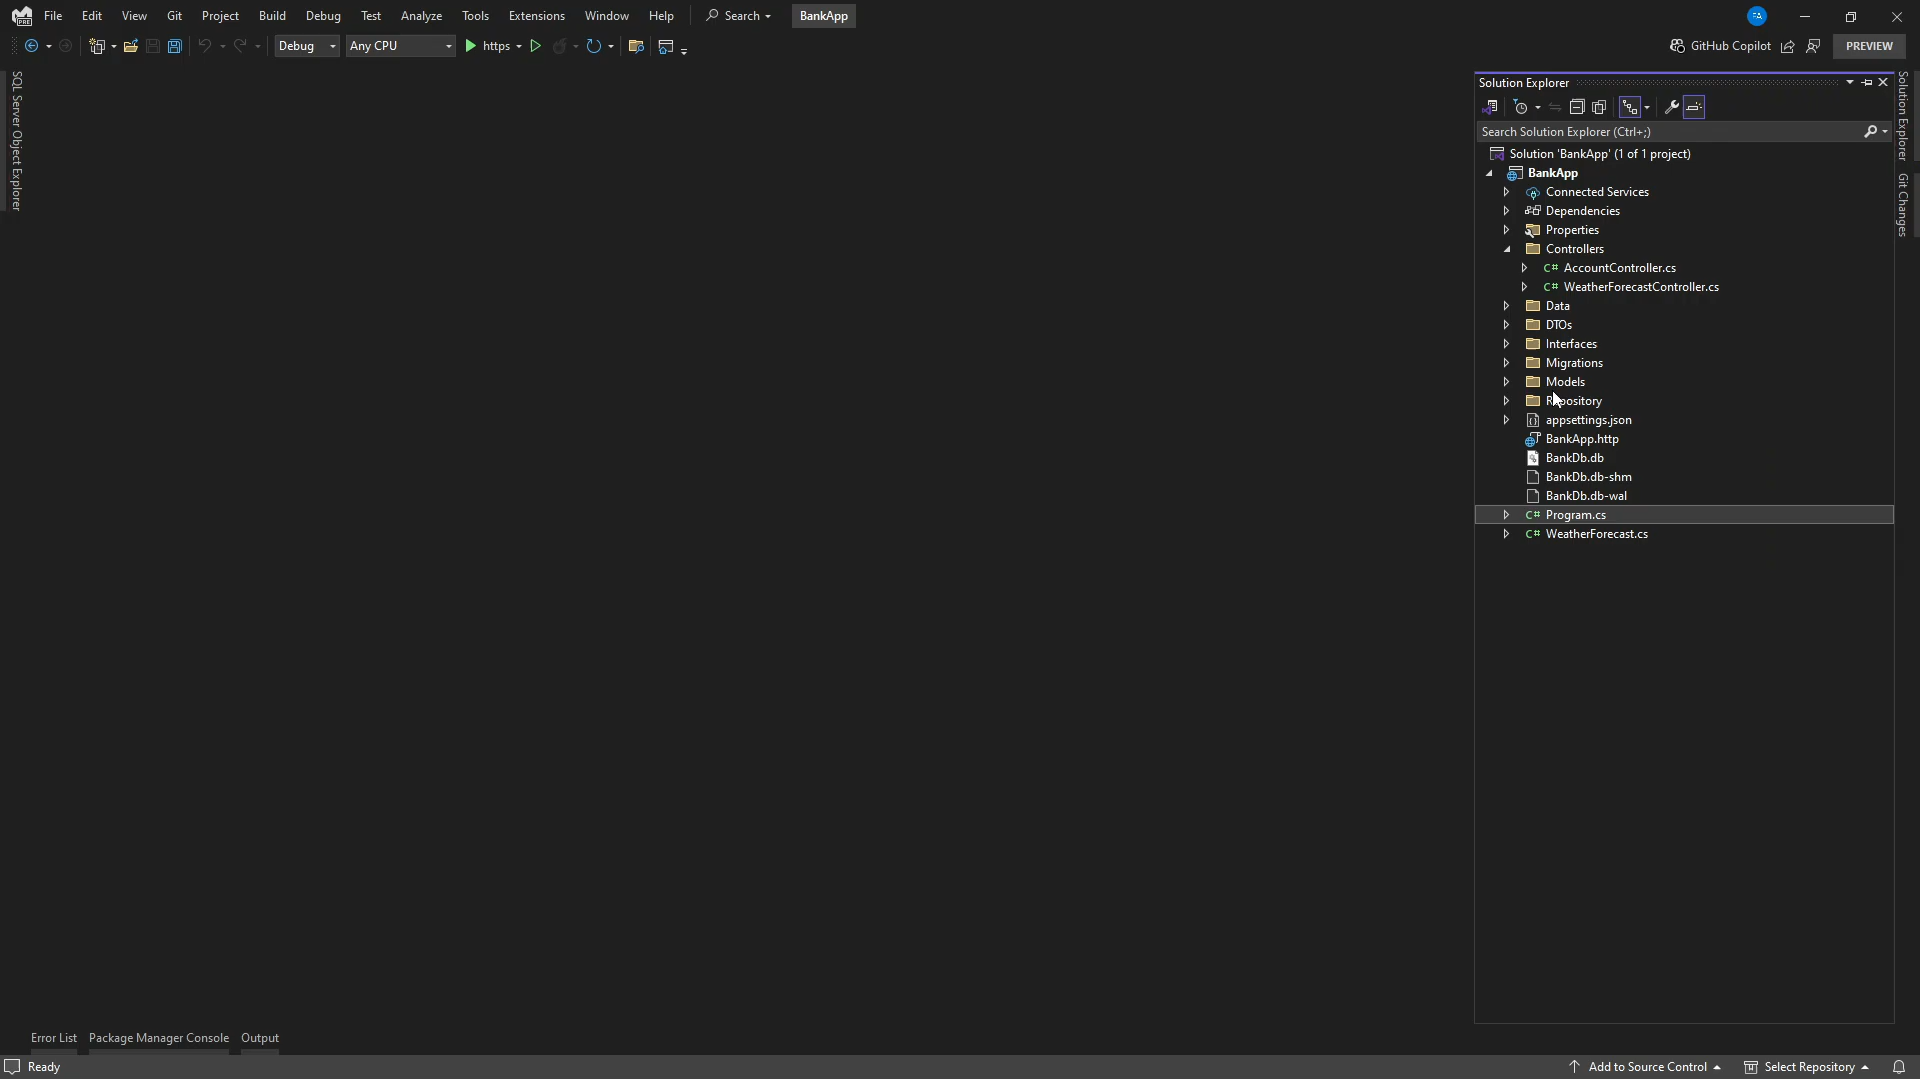 File Edit View Git Project Build Debug Test Analyze Tools Extensions Window Help Search BankApp FA
Debug Any CPU https GitHub Copilot PREVIEW
SQL Server Object Explorer
Solution Explorer
Search Solution Explorer (Ctrl+;)
Solution 'BankApp' (1 of 1 project)
BankApp
Connected Services
Dependencies
Properties
Controllers
C# AccountController.cs
C# WeatherForecastController.cs
Data
DTOs
Interfaces
Migrations
Models
Repository
appsettings.json
BankApp.http
BankDb.db
BankDb.db-shm
BankDb.db-wal
C# Program.cs
C# WeatherForecast.cs
Solution Explorer
Git Changes
Error List Package Manager Console Output
Ready Add to Source Control Select Repository